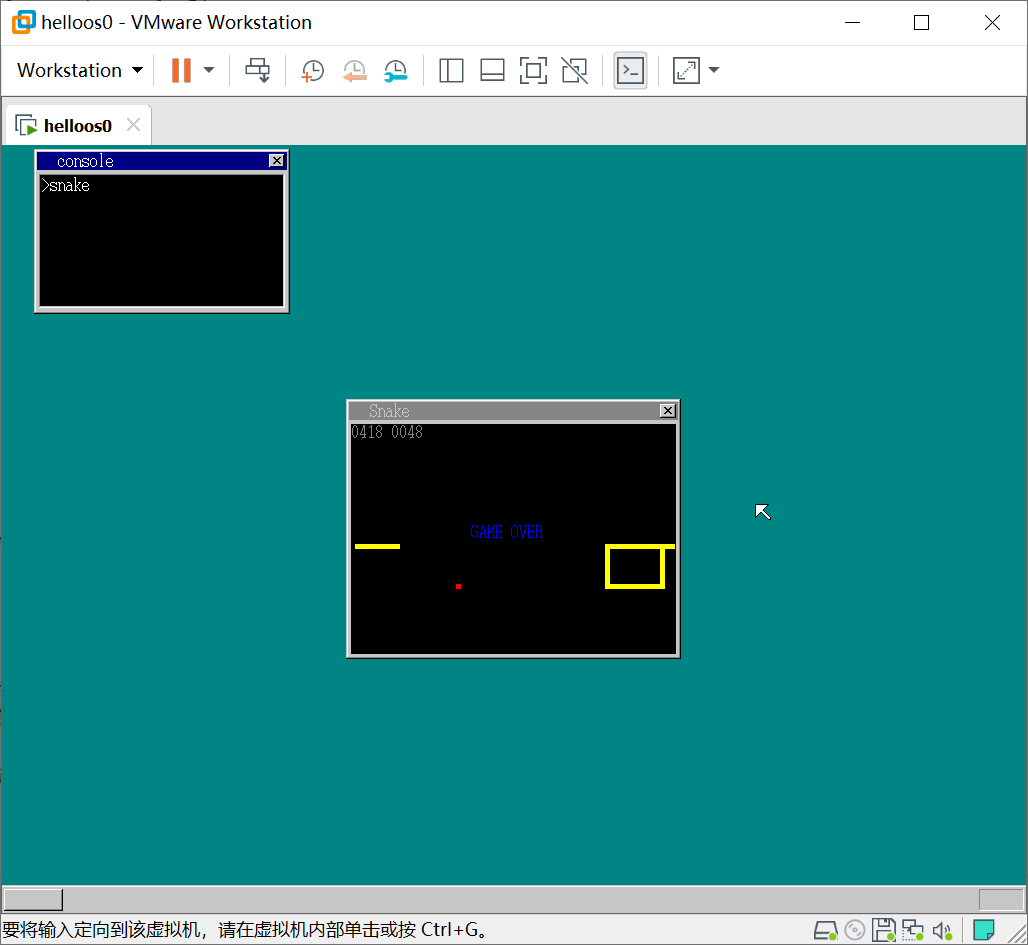 helloos0 - VMware Workstation
Workstation
helloos0
console
>snake
Snake
0418 0048
GAME OVER
要将输入定向到该虚拟机，请在虚拟机内部单击或按 Ctrl+G。